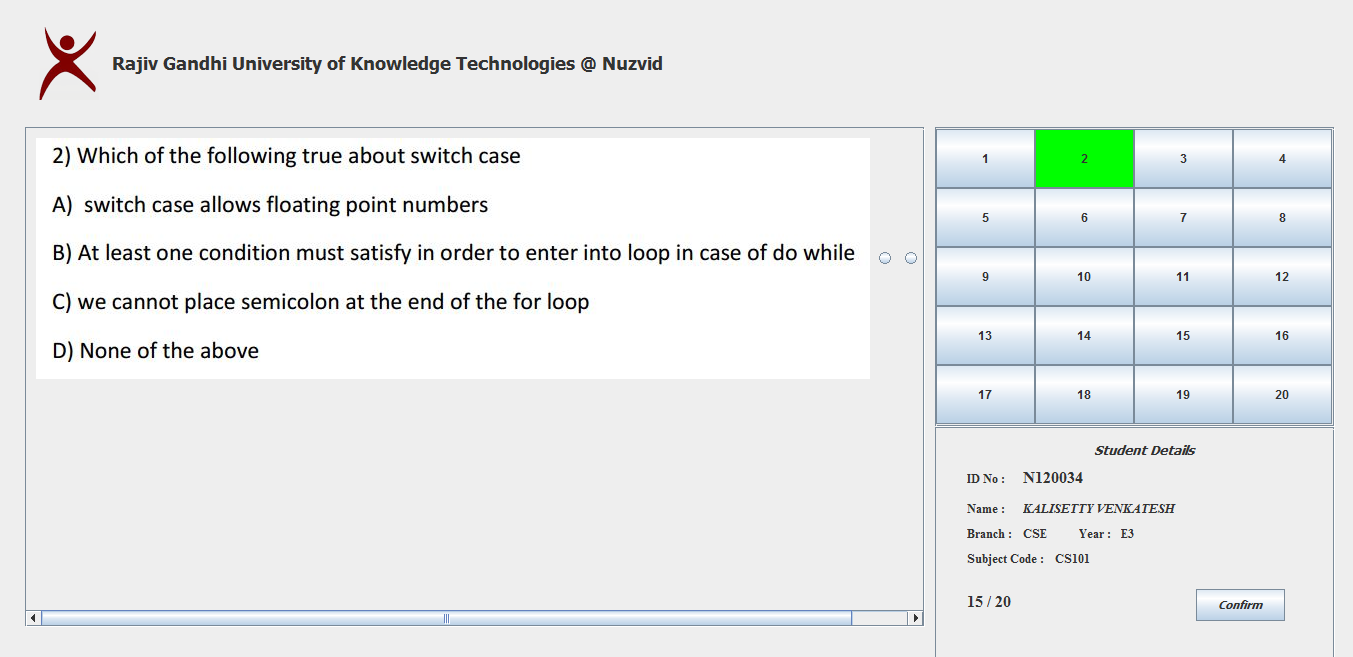 Rajiv Gandhi University of Knowledge Technologies @ Nuzvid
2) Which of the following true about switch case
A) switch case allows floating point numbers
B) At least one condition must satisfy in order to enter into loop in case of do while
C) we cannot place semicolon at the end of the for loop
D) None of the above
1 2 3 4
5 6 7 8
9 10 11 12
13 14 15 16
17 18 19 20
Student Details
ID No : N120034
Name : KALISETTY VENKATESH
Branch : CSE Year : E3
Subject Code : CS101
15 / 20 Confirm